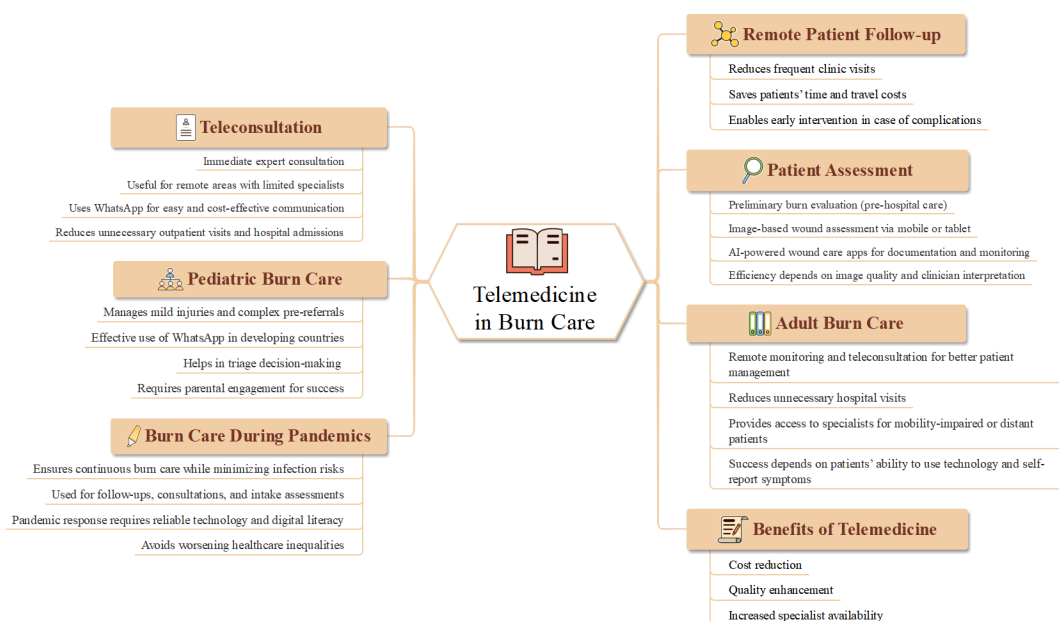 Telemedicine
in Burn Care
Teleconsultation
Immediate expert consultation
Useful for remote areas with limited specialists
Uses WhatsApp for easy and cost-effective communication
Reduces unnecessary outpatient visits and hospital admissions
Pediatric Burn Care
Manages mild injuries and complex pre-referrals
Effective use of WhatsApp in developing countries
Helps in triage decision-making
Requires parental engagement for success
Burn Care During Pandemics
Ensures continuous burn care while minimizing infection risks
Used for follow-ups, consultations, and intake assessments
Pandemic response requires reliable technology and digital literacy
Avoids worsening healthcare inequalities
Remote Patient Follow-up
Reduces frequent clinic visits
Saves patients’ time and travel costs
Enables early intervention in case of complications
Patient Assessment
Preliminary burn evaluation (pre-hospital care)
Image-based wound assessment via mobile or tablet
AI-powered wound care apps for documentation and monitoring
Efficiency depends on image quality and clinician interpretation
Adult Burn Care
Remote monitoring and teleconsultation for better patient
management
Reduces unnecessary hospital visits
Provides access to specialists for mobility-impaired or distant
patients
Success depends on patients’ ability to use technology and self-
report symptoms
Benefits of Telemedicine
Cost reduction
Quality enhancement
Increased specialist availability